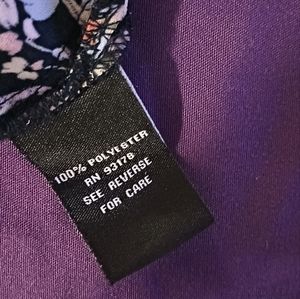 100% POLYESTER
RN 93178
SEE REVERSE
FOR CARE